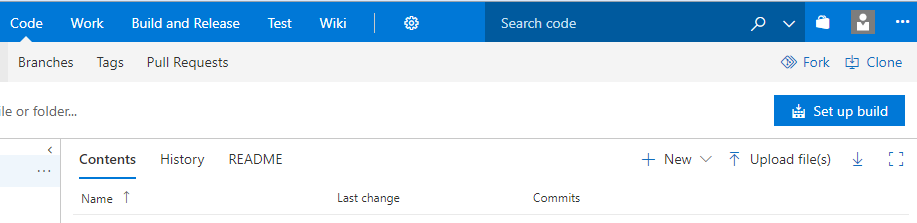 Code Work Build and Release Test Wiki Search code
Branches Tags Pull Requests Fork Clone
ile or folder...
Set up build
Contents History README New Upload file(s)
Name Last change Commits